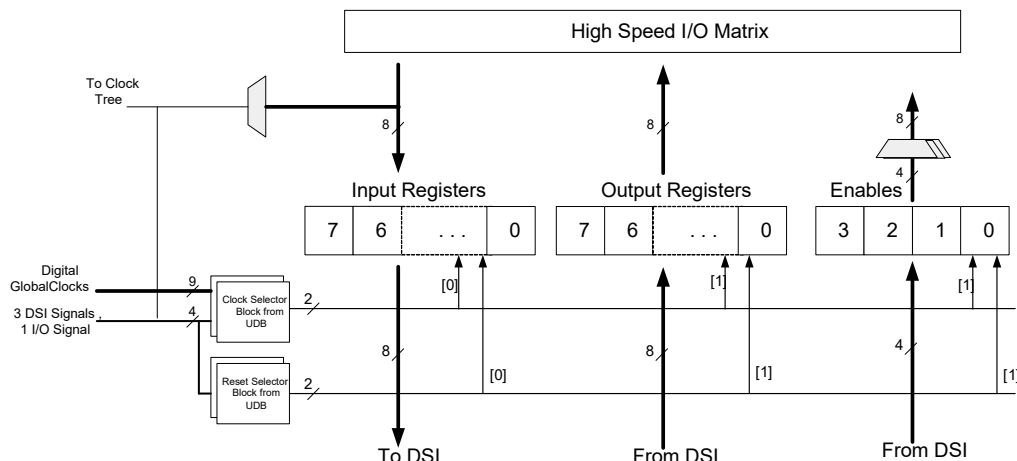 High Speed I/O Matrix
To Clock
Tree
8
8
8
4
Input Registers
Output Registers
Enables
7 6 . . . 0
7 6 . . . 0
3 2 1 0
Digital
GlobalClocks
9
3 DSI Signals ,
1 I/O Signal
4
Clock Selector
Block from
UDB
2
[0]
[1]
[1]
8
8
4
Reset Selector
Block from
UDB
2
[0]
[1]
[1]
To DSI
From DSI
From DSI